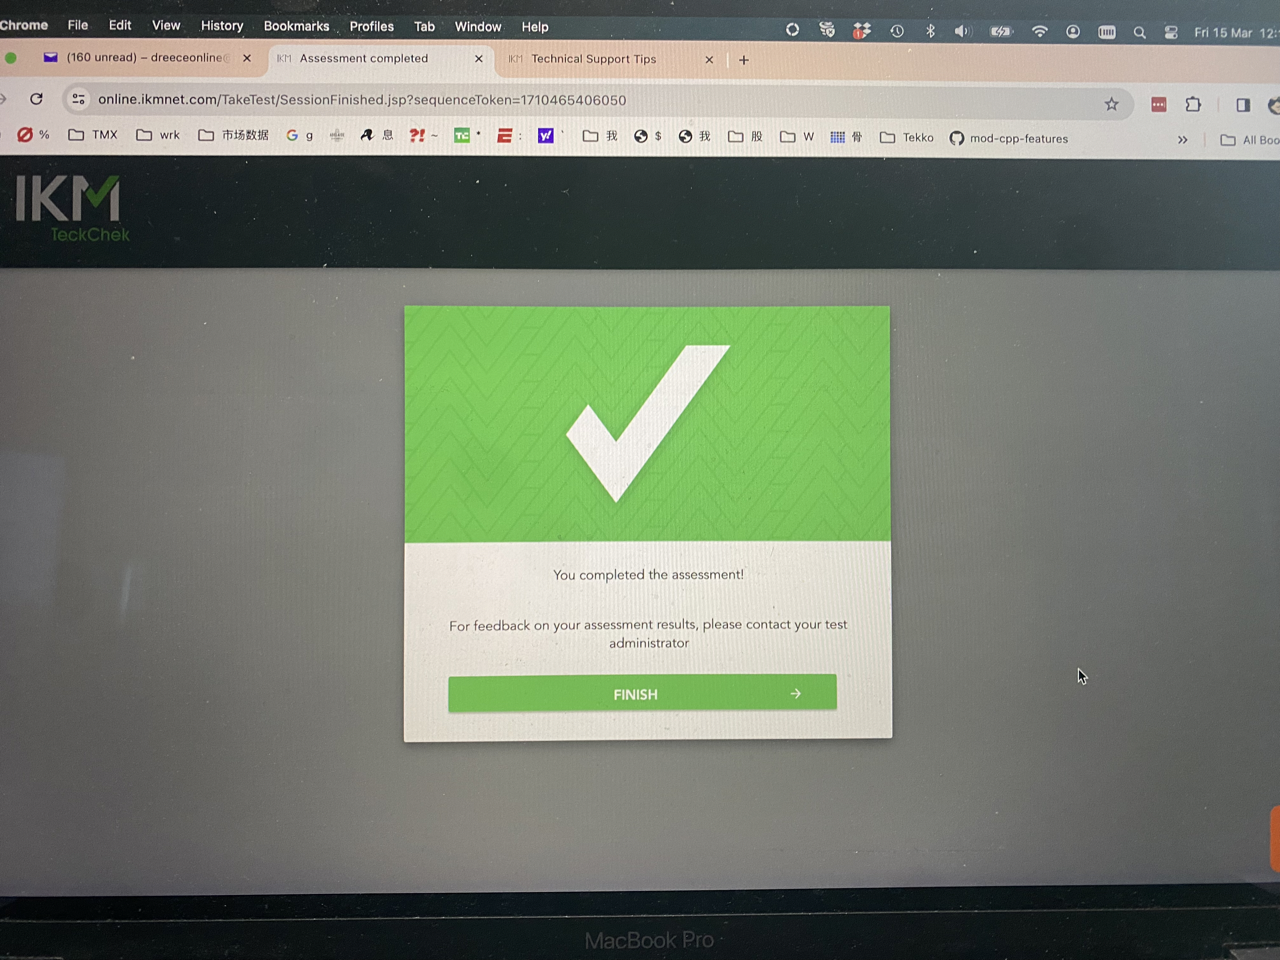 Chrome File Edit View History Bookmarks Profiles Tab Window Help Fri 15 Mar 12:
(160 unread) – dreeceonline@ IKM Assessment completed IKM Technical Support Tips
online.ikmnet.com/TakeTest/SessionFinished.jsp?sequenceToken=1710465406050
% TMX wrk 市场数据 G g 息 ?! ~ TC • E : y! 我 $ 我 股 W 骨 Tekko mod-cpp-features » All Boo
IKM
TeckChek
You completed the assessment!
For feedback on your assessment results, please contact your test
administrator
FINISH
MacBook Pro